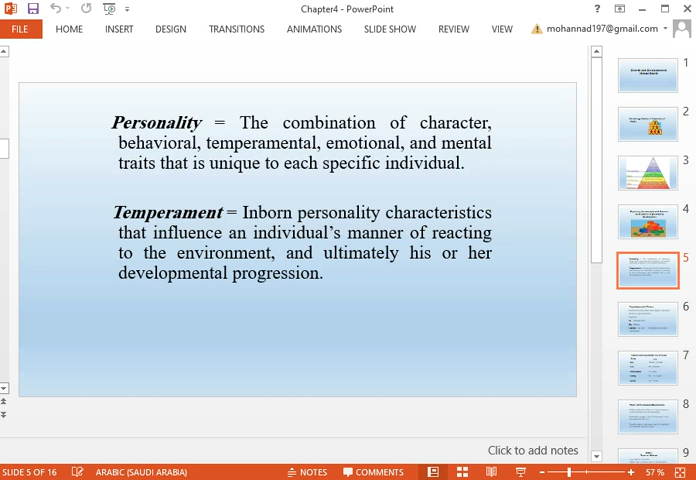 Chapter4 - PowerPoint
FILE HOME INSERT DESIGN TRANSITIONS ANIMATIONS SLIDE SHOW REVIEW VIEW mohannad197@gmail.com
Personality = The combination of character,
behavioral, temperamental, emotional, and mental
traits that is unique to each specific individual.
Temperament = Inborn personality characteristics
that influence an individual's manner of reacting
to the environment, and ultimately his or her
developmental progression.
1
2
3
4
5
6
7
8
9
Click to add notes
SLIDE 5 OF 16 ARABIC (SAUDI ARABIA) NOTES COMMENTS 57 %